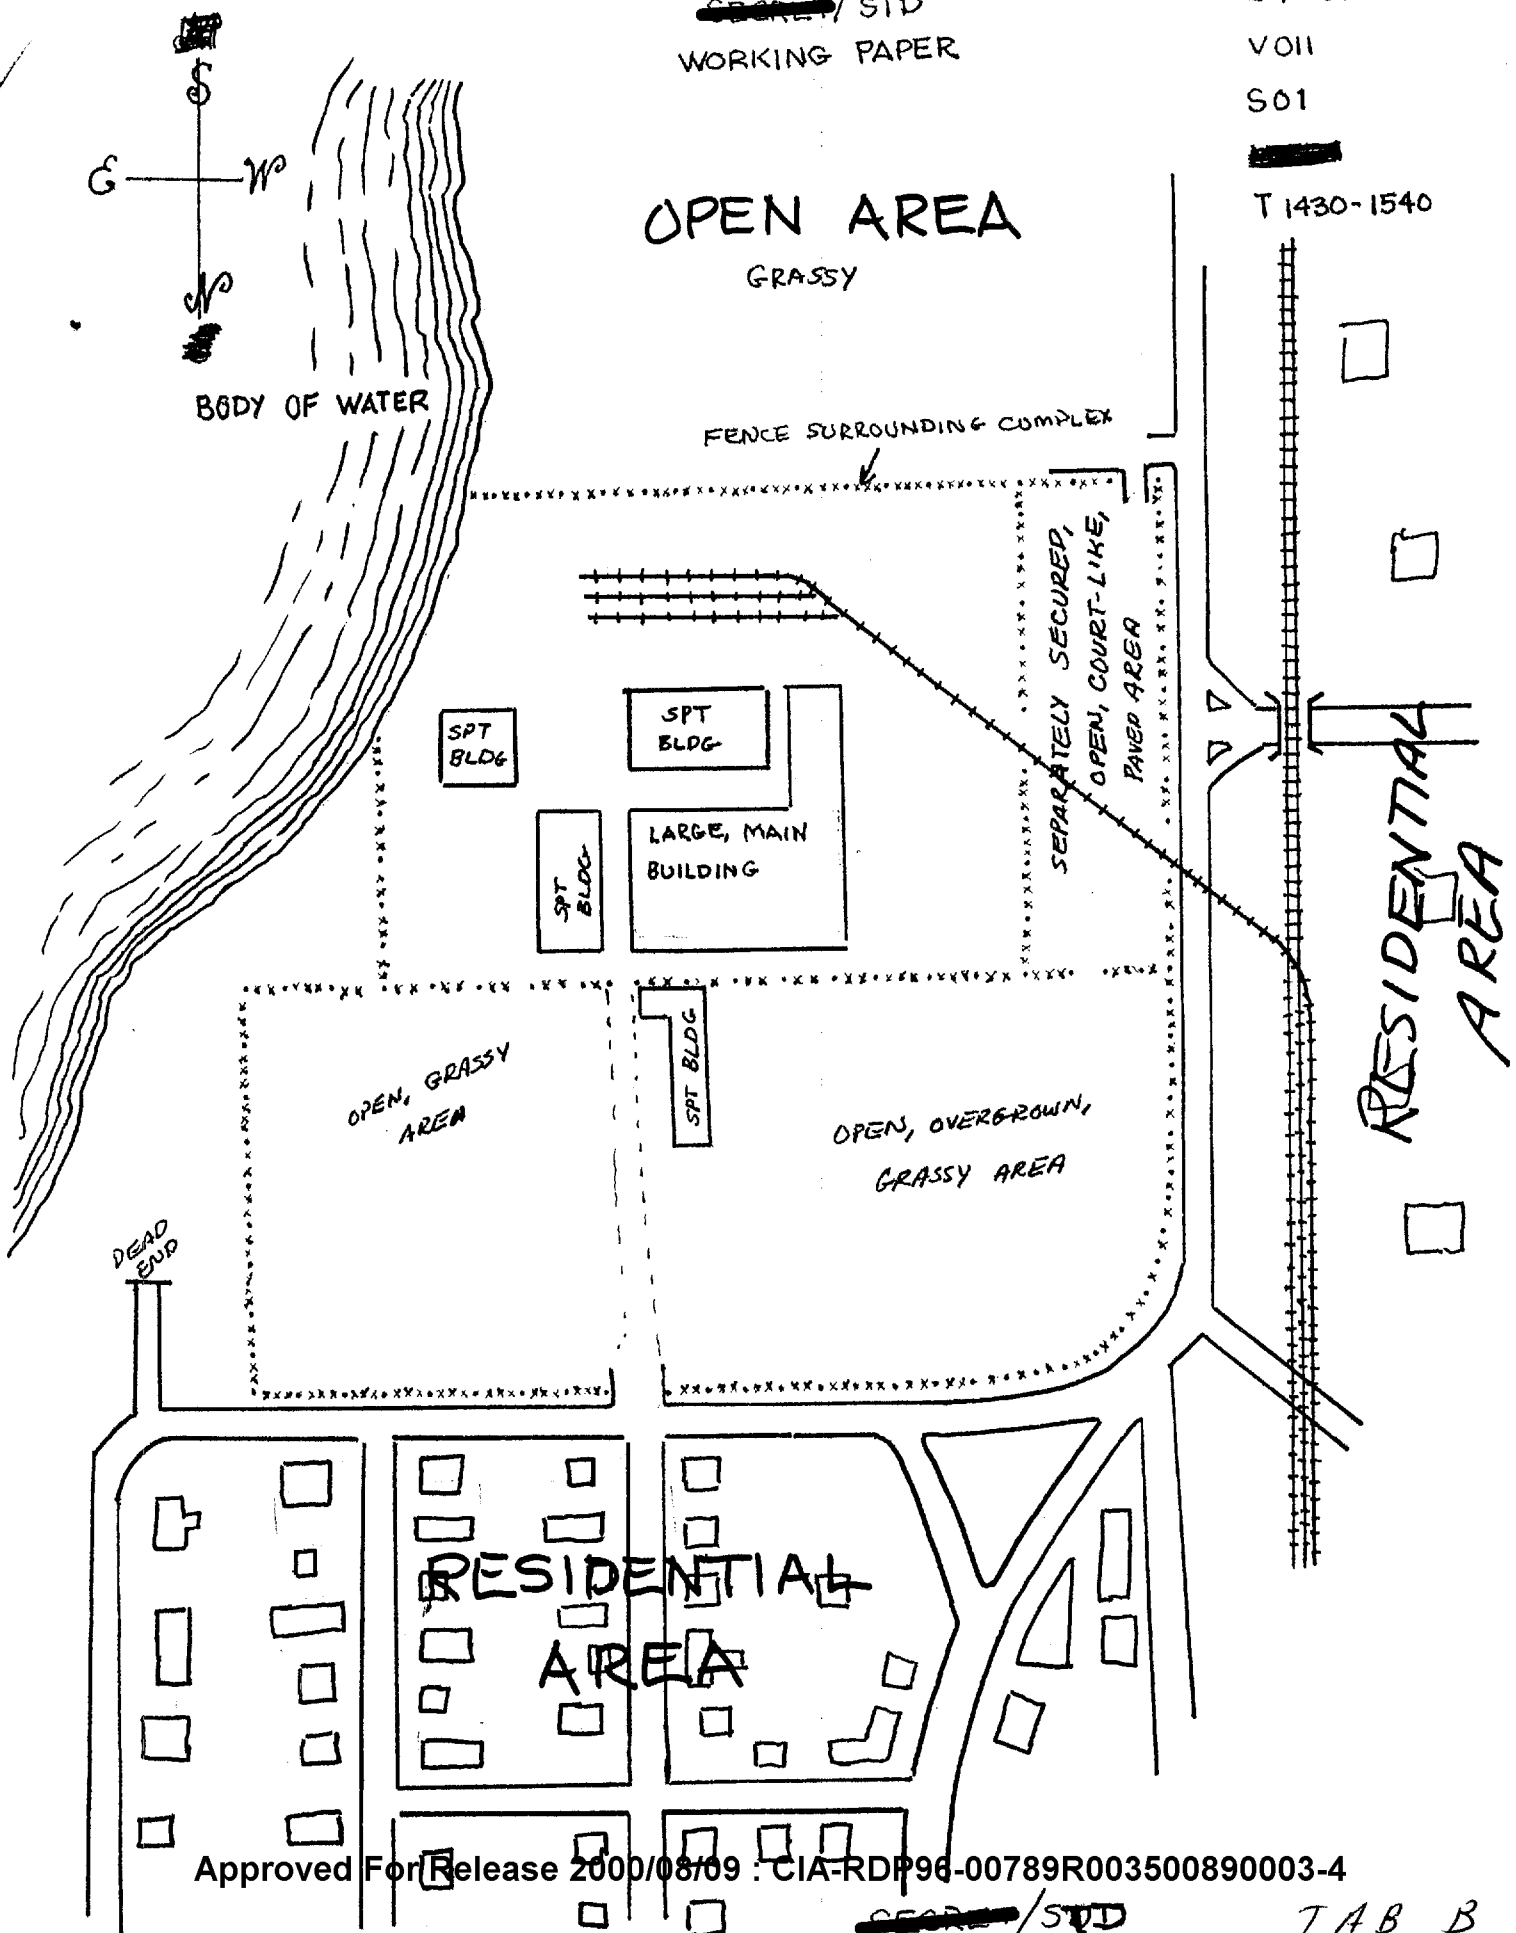 / STD
WORKING PAPER
V011
S01
T 1430-1540
S
E W
N
OPEN AREA
GRASSY
BODY OF WATER
FENCE SURROUNDING COMPLEX
SEPARATELY SECURED,
OPEN, COURT-LIKE,
PAVED AREA
SPT
BLDG
SPT
BLDG
LARGE, MAIN
BUILDING
SPT
BLDG
RESIDENTIAL
AREA
SPT BLDG
OPEN, GRASSY
AREA
OPEN, OVERGROWN,
GRASSY AREA
DEAD
END
RESIDENTIAL
AREA
Approved For Release 2000/08/09 : CIA-RDP96-00789R003500890003-4
TAB B